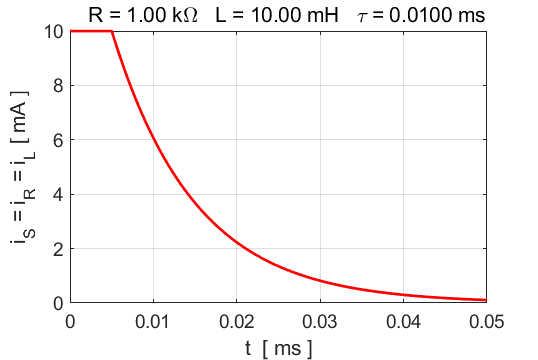 R = 1.00 kΩ L = 10.00 mH τ = 0.0100 ms
10
8
6
4
2
0
i_S = i_R = i_L [ mA ]
0 0.01 0.02 0.03 0.04 0.05
t [ ms ]